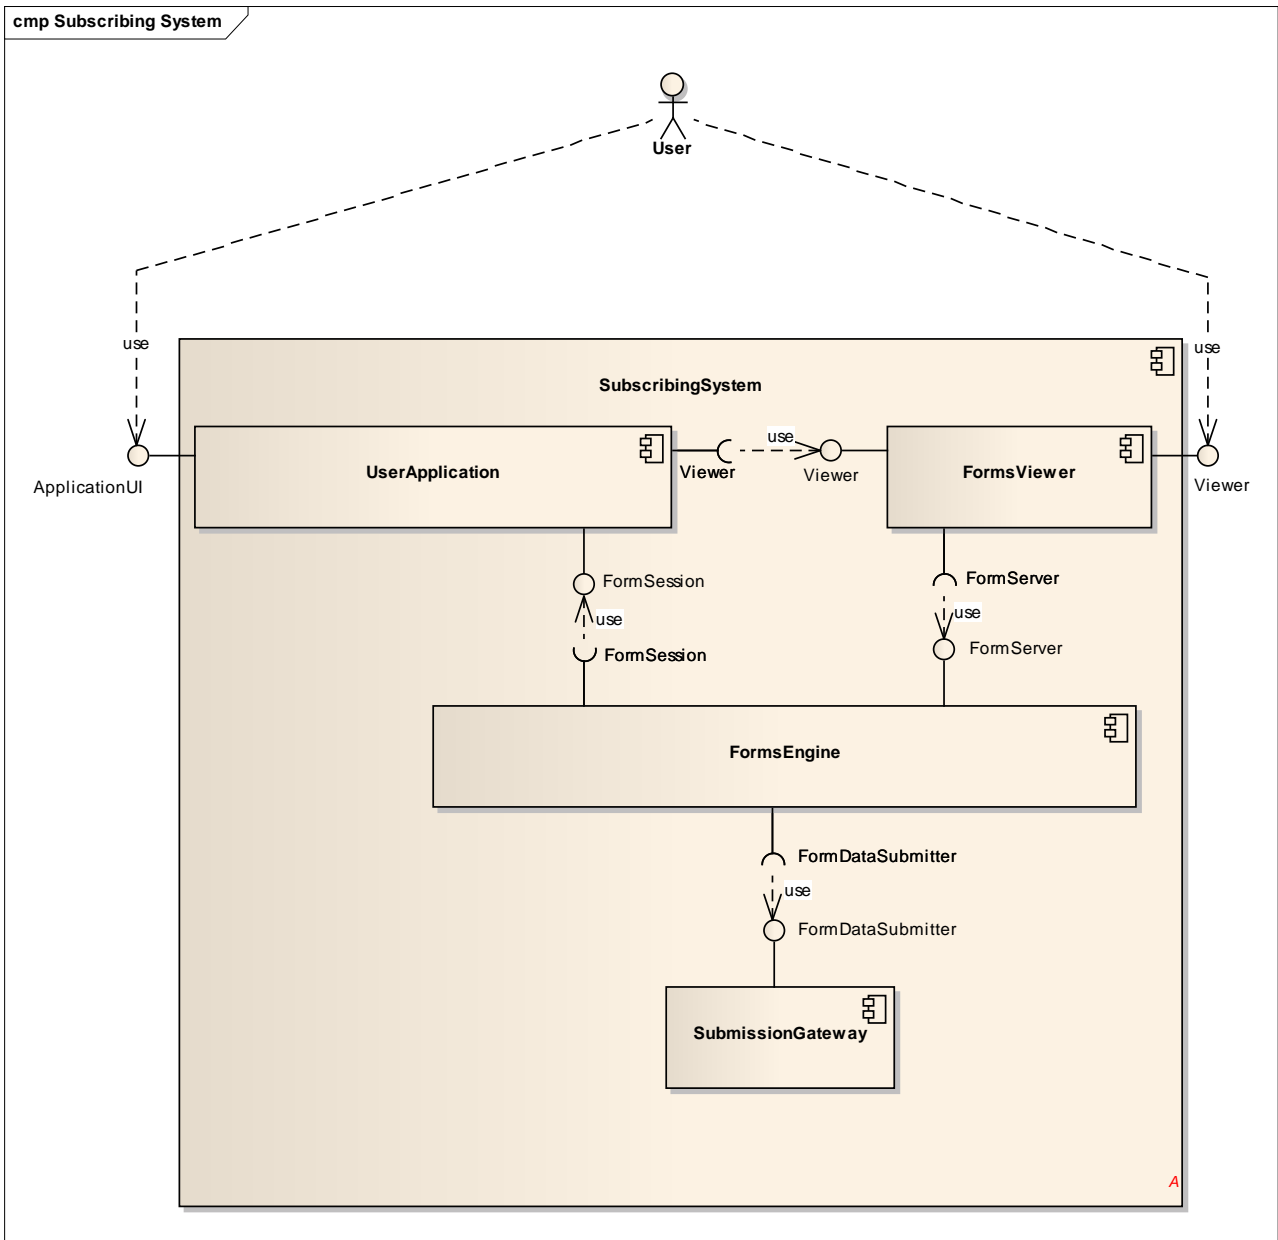 cmp Subscribing System
User
use
use
SubscribingSystem
UserApplication
Viewer
use
Viewer
FormsViewer
ApplicationUI
Viewer
FormSession
use
FormSession
FormServer
use
FormServer
FormsEngine
FormDataSubmitter
use
FormDataSubmitter
SubmissionGateway
A